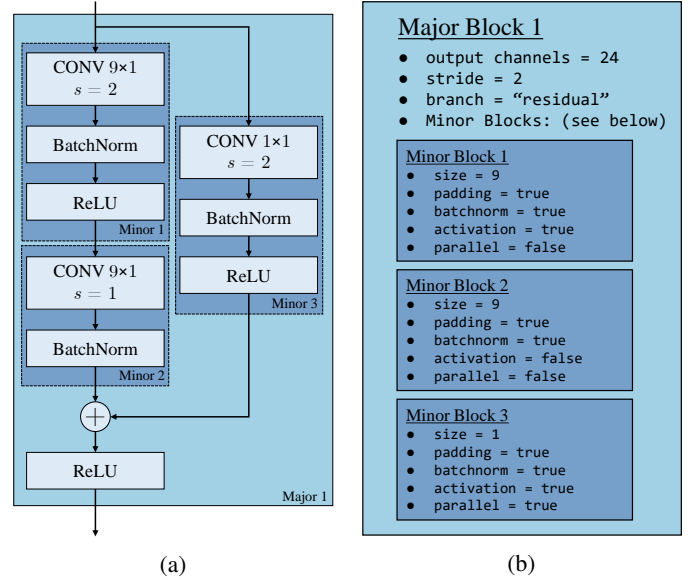 CONV 9×1
s = 2
BatchNorm
ReLU
Minor 1
CONV 9×1
s = 1
BatchNorm
Minor 2
CONV 1×1
s = 2
BatchNorm
ReLU
Minor 3
+
ReLU
Major 1
(a)
Major Block 1
● output channels = 24
● stride = 2
● branch = “residual”
● Minor Blocks: (see below)
Minor Block 1
● size = 9
● padding = true
● batchnorm = true
● activation = true
● parallel = false
Minor Block 2
● size = 9
● padding = true
● batchnorm = true
● activation = false
● parallel = false
Minor Block 3
● size = 1
● padding = true
● batchnorm = true
● activation = true
● parallel = true
(b)